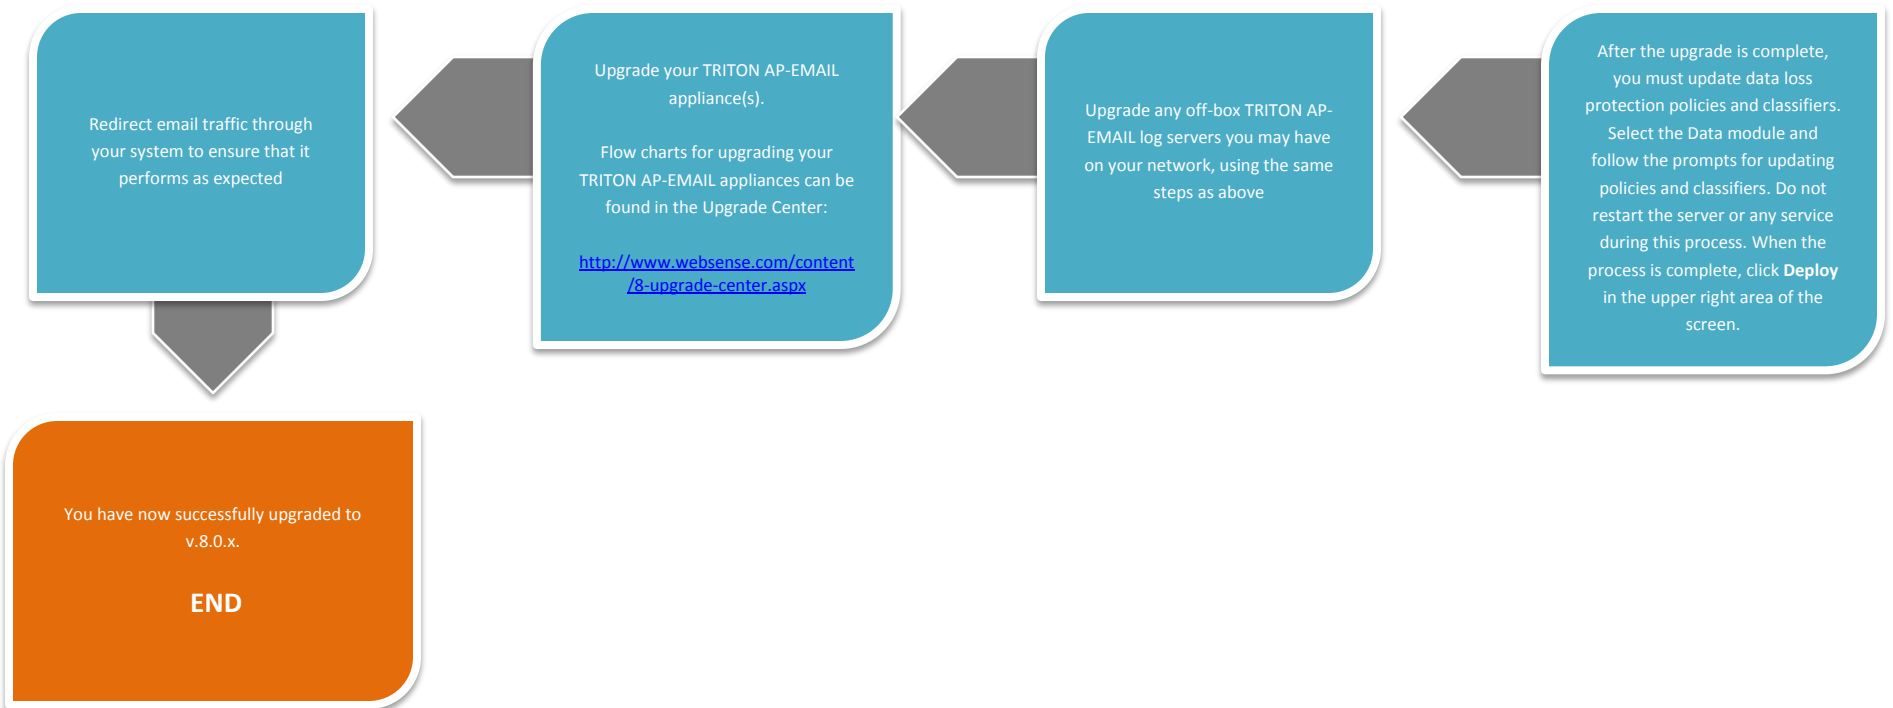 Redirect email traffic through
your system to ensure that it
performs as expected
Upgrade your TRITON AP-EMAIL
appliance(s).
Flow charts for upgrading your
TRITON AP-EMAIL appliances can be
found in the Upgrade Center:
http://www.websense.com/content
/8-upgrade-center.aspx
Upgrade any off-box TRITON AP-
EMAIL log servers you may have
on your network, using the same
steps as above
After the upgrade is complete,
you must update data loss
protection policies and classifiers.
Select the Data module and
follow the prompts for updating
policies and classifiers. Do not
restart the server or any service
during this process. When the
process is complete, click Deploy
in the upper right area of the
screen.
You have now successfully upgraded to
v.8.0.x.
END